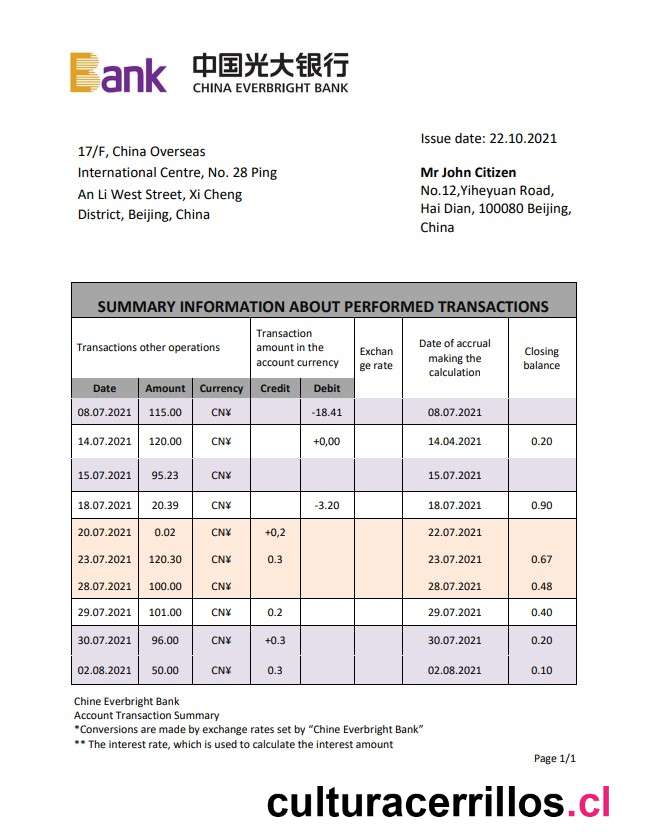 Bank 中国光大银行
CHINA EVERBRIGHT BANK
Issue date: 22.10.2021
17/F, China Overseas
International Centre, No. 28 Ping
An Li West Street, Xi Cheng
District, Beijing, China
Mr John Citizen
No.12,Yiheyuan Road,
Hai Dian, 100080 Beijing,
China
SUMMARY INFORMATION ABOUT PERFORMED TRANSACTIONS
Transactions other operations
Transaction
amount in the
account currency
Exchan
ge rate
Date of accrual
making the
calculation
Closing
balance
Date Amount Currency Credit Debit
08.07.2021 115.00 CN¥ -18.41 08.07.2021
14.07.2021 120.00 CN¥ +0,00 14.04.2021 0.20
15.07.2021 95.23 CN¥ 15.07.2021
18.07.2021 20.39 CN¥ -3.20 18.07.2021 0.90
20.07.2021 0.02 CN¥ +0,2 22.07.2021
23.07.2021 120.30 CN¥ 0.3 23.07.2021 0.67
28.07.2021 100.00 CN¥ 28.07.2021 0.48
29.07.2021 101.00 CN¥ 0.2 29.07.2021 0.40
30.07.2021 96.00 CN¥ +0.3 30.07.2021 0.20
02.08.2021 50.00 CN¥ 0.3 02.08.2021 0.10
Chine Everbright Bank
Account Transaction Summary
*Conversions are made by exchange rates set by “Chine Everbright Bank”
** The interest rate, which is used to calculate the interest amount
Page 1/1
culturacerrillos.cl